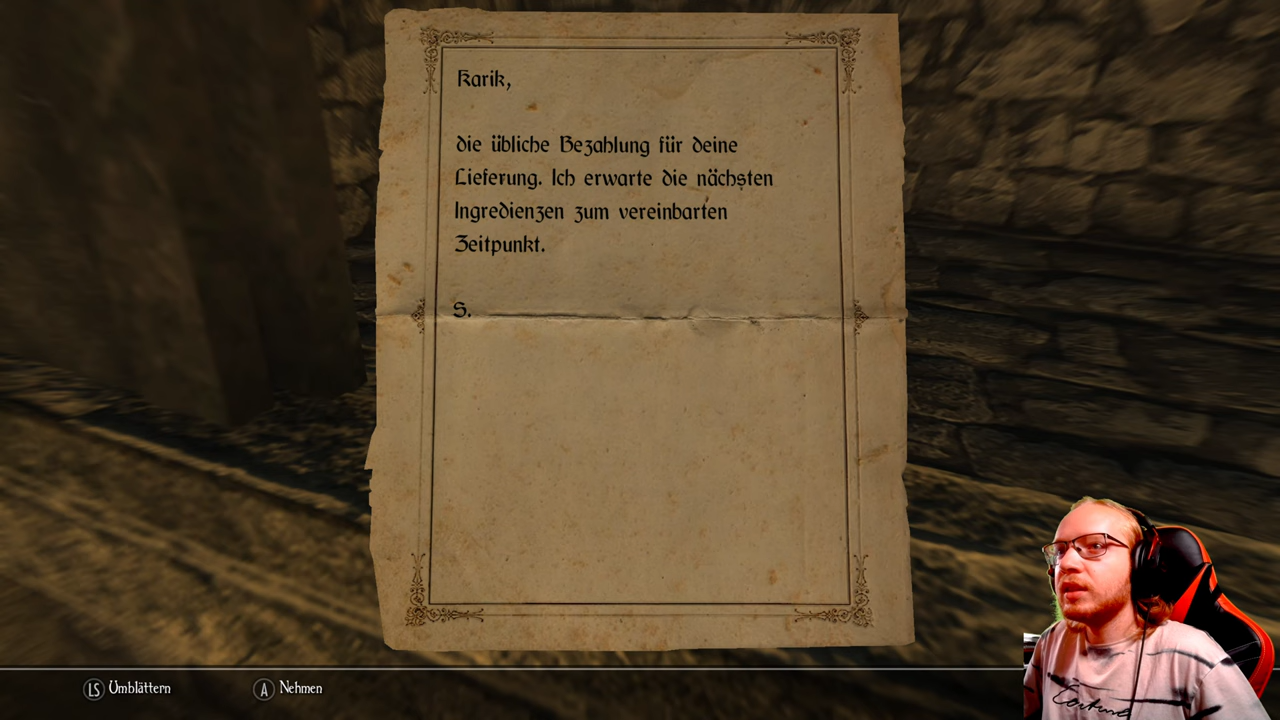 Karik,
die übliche Bezahlung für deine
Lieferung. Ich erwarte die nächsten
Ingredienzen zum vereinbarten
Zeitpunkt.
S.
LS Umblättern
A Nehmen